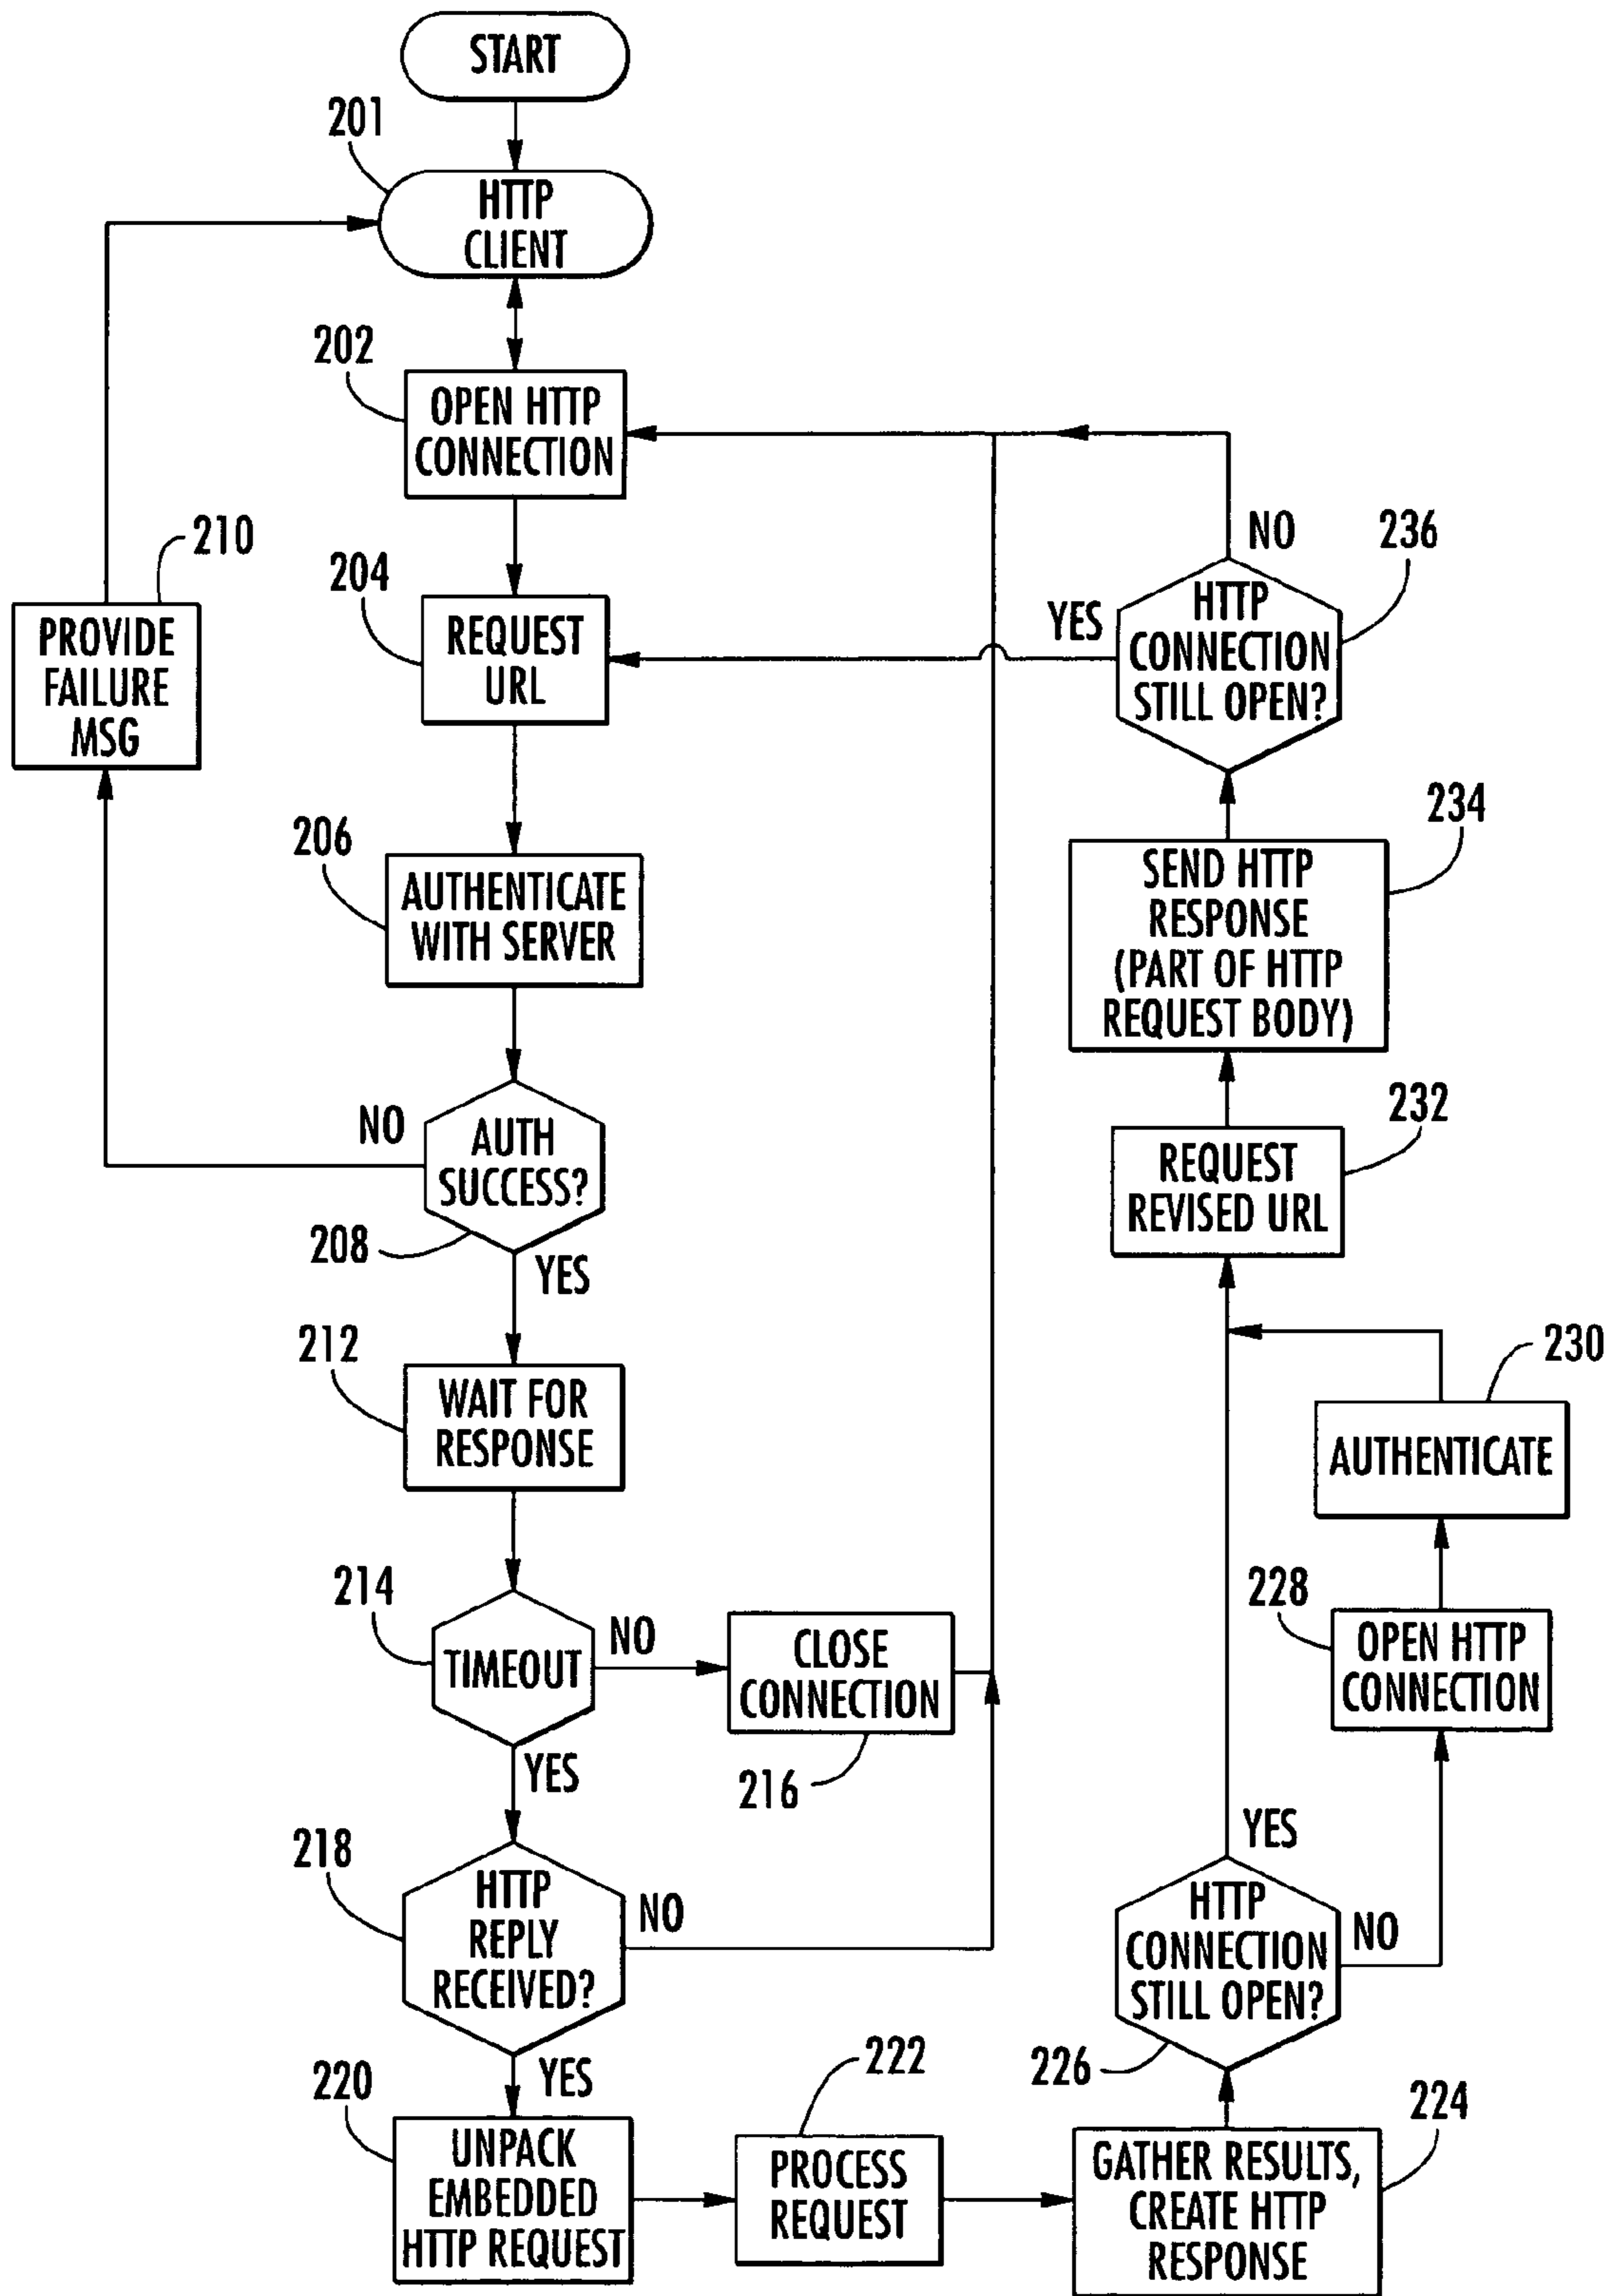 START
201
HTTP
CLIENT
202
OPEN HTTP
CONNECTION
210
PROVIDE
FAILURE
MSG
204
REQUEST
URL
NO
236
YES
HTTP
CONNECTION
STILL OPEN?
206
AUTHENTICATE
WITH SERVER
234
SEND HTTP
RESPONSE
(PART OF HTTP
REQUEST BODY)
NO
AUTH
SUCCESS?
208
YES
232
REQUEST
REVISED URL
212
WAIT FOR
RESPONSE
230
AUTHENTICATE
214
TIMEOUT
NO
CLOSE
CONNECTION
216
YES
228
OPEN HTTP
CONNECTION
218
HTTP
REPLY
RECEIVED?
NO
YES
YES
HTTP
CONNECTION
STILL OPEN?
NO
226
220
UNPACK
EMBEDDED
HTTP REQUEST
222
PROCESS
REQUEST
224
GATHER RESULTS,
CREATE HTTP
RESPONSE